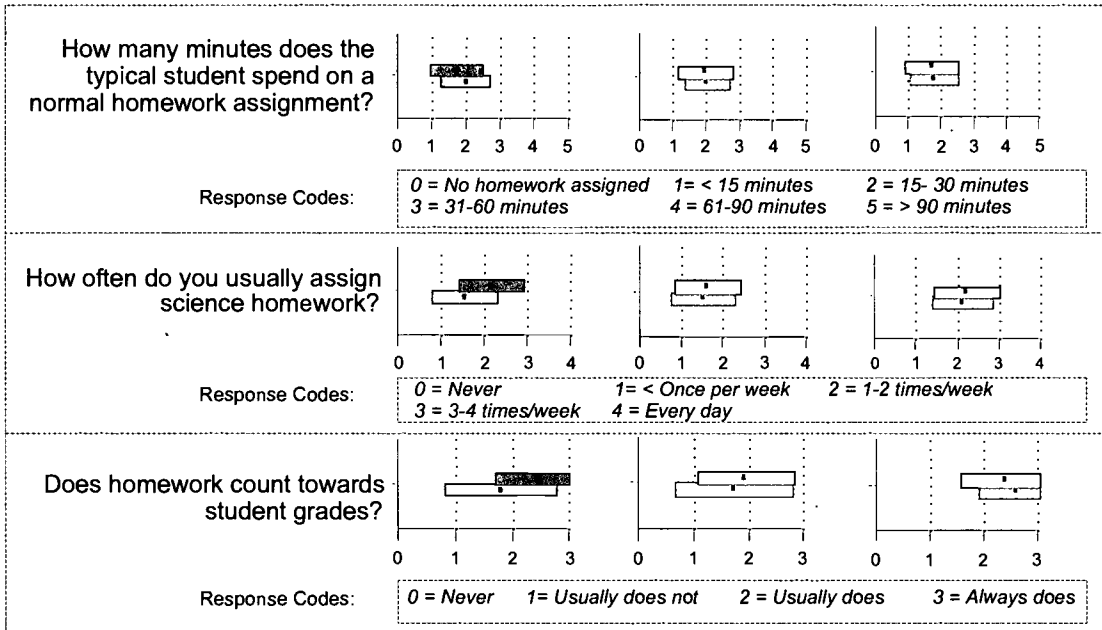 How many minutes does the
typical student spend on a
normal homework assignment?
0 1 2 3 4 5 0 1 2 3 4 5 0 1 2 3 4 5
Response Codes:
0 = No homework assigned 1= < 15 minutes 2 = 15- 30 minutes
3 = 31-60 minutes 4 = 61-90 minutes 5 = > 90 minutes
How often do you usually assign
science homework?
0 1 2 3 4 0 1 2 3 4 0 1 2 3 4
Response Codes:
0 = Never 1= < Once per week 2 = 1-2 times/week
3 = 3-4 times/week 4 = Every day
Does homework count towards
student grades?
0 1 2 3 0 1 2 3 0 1 2 3
Response Codes:
0 = Never 1= Usually does not 2 = Usually does 3 = Always does